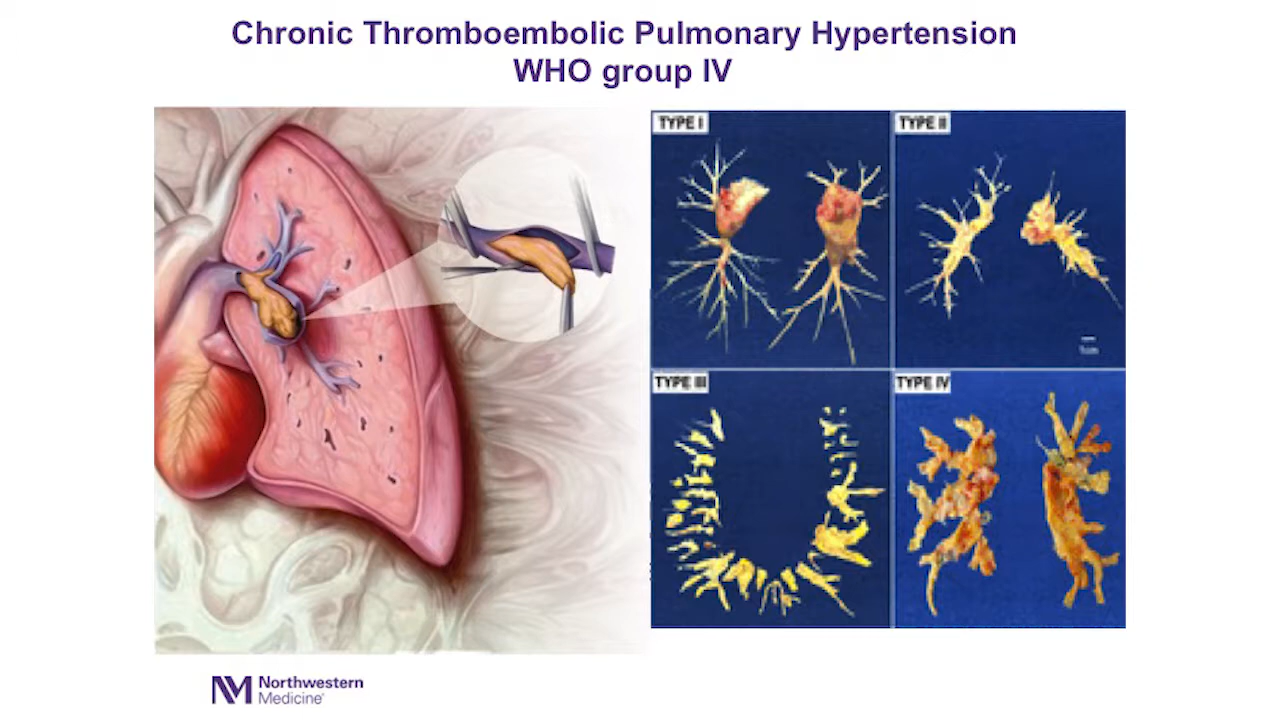 Chronic Thromboembolic Pulmonary Hypertension
WHO group IV
TYPE I
TYPE II
TYPE III
TYPE IV
Northwestern
Medicine